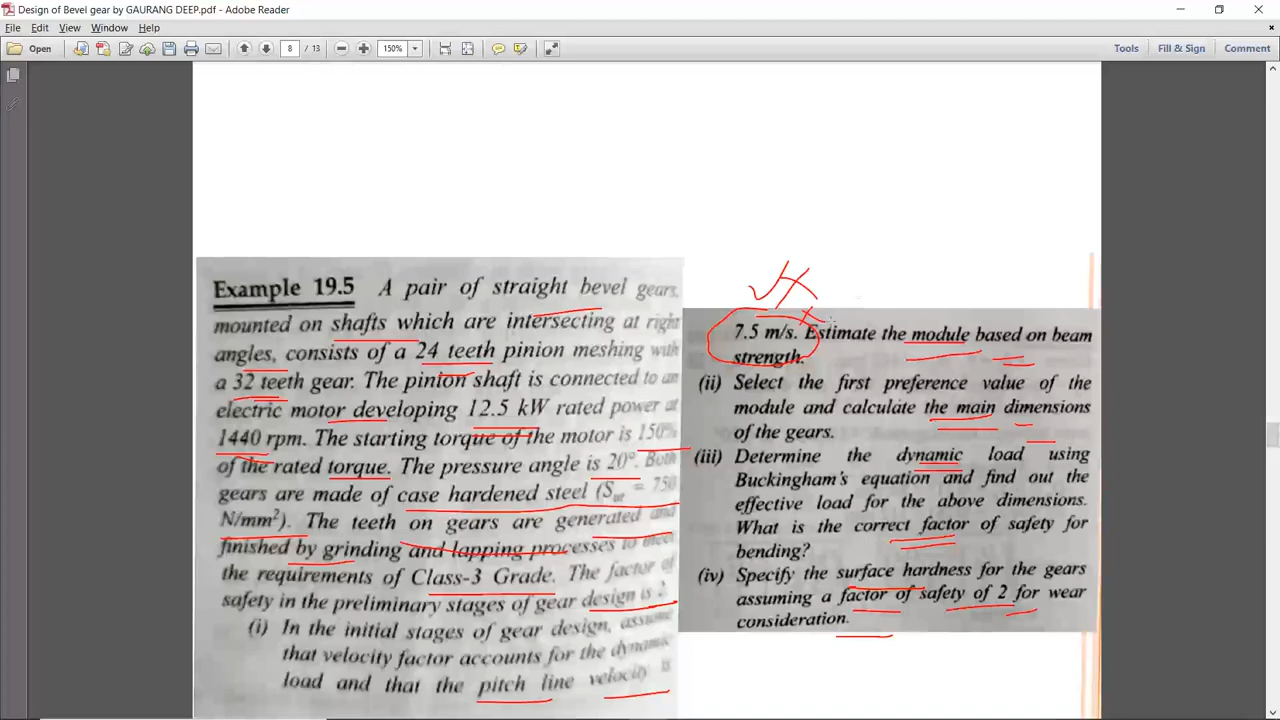 Design of Bevel gear by GAURANG DEEP.pdf - Adobe Reader
File Edit View Window Help
Open 8 / 13 150% Tools Fill & Sign Comment
Example 19.5 A pair of straight bevel gears,
mounted on shafts which are intersecting at right
angles, consists of a 24 teeth pinion meshing with
a 32 teeth gear. The pinion shaft is connected to an
electric motor developing 12.5 kW rated power at
1440 rpm. The starting torque of the motor is 150%
of the rated torque. The pressure angle is 20°. Both
gears are made of case hardened steel (Sut = 750
N/mm²). The teeth on gears are generated and
finished by grinding and lapping processes to meet
the requirements of Class-3 Grade. The factor of
safety in the preliminary stages of gear design is 2.
(i) In the initial stages of gear design, assume
that velocity factor accounts for the dynamic
load and that the pitch line velocity is
7.5 m/s. Estimate the module based on beam
strength.
(ii) Select the first preference value of the
module and calculate the main dimensions
of the gears.
(iii) Determine the dynamic load using
Buckingham's equation and find out the
effective load for the above dimensions.
What is the correct factor of safety for
bending?
(iv) Specify the surface hardness for the gears
assuming a factor of safety of 2 for wear
consideration.